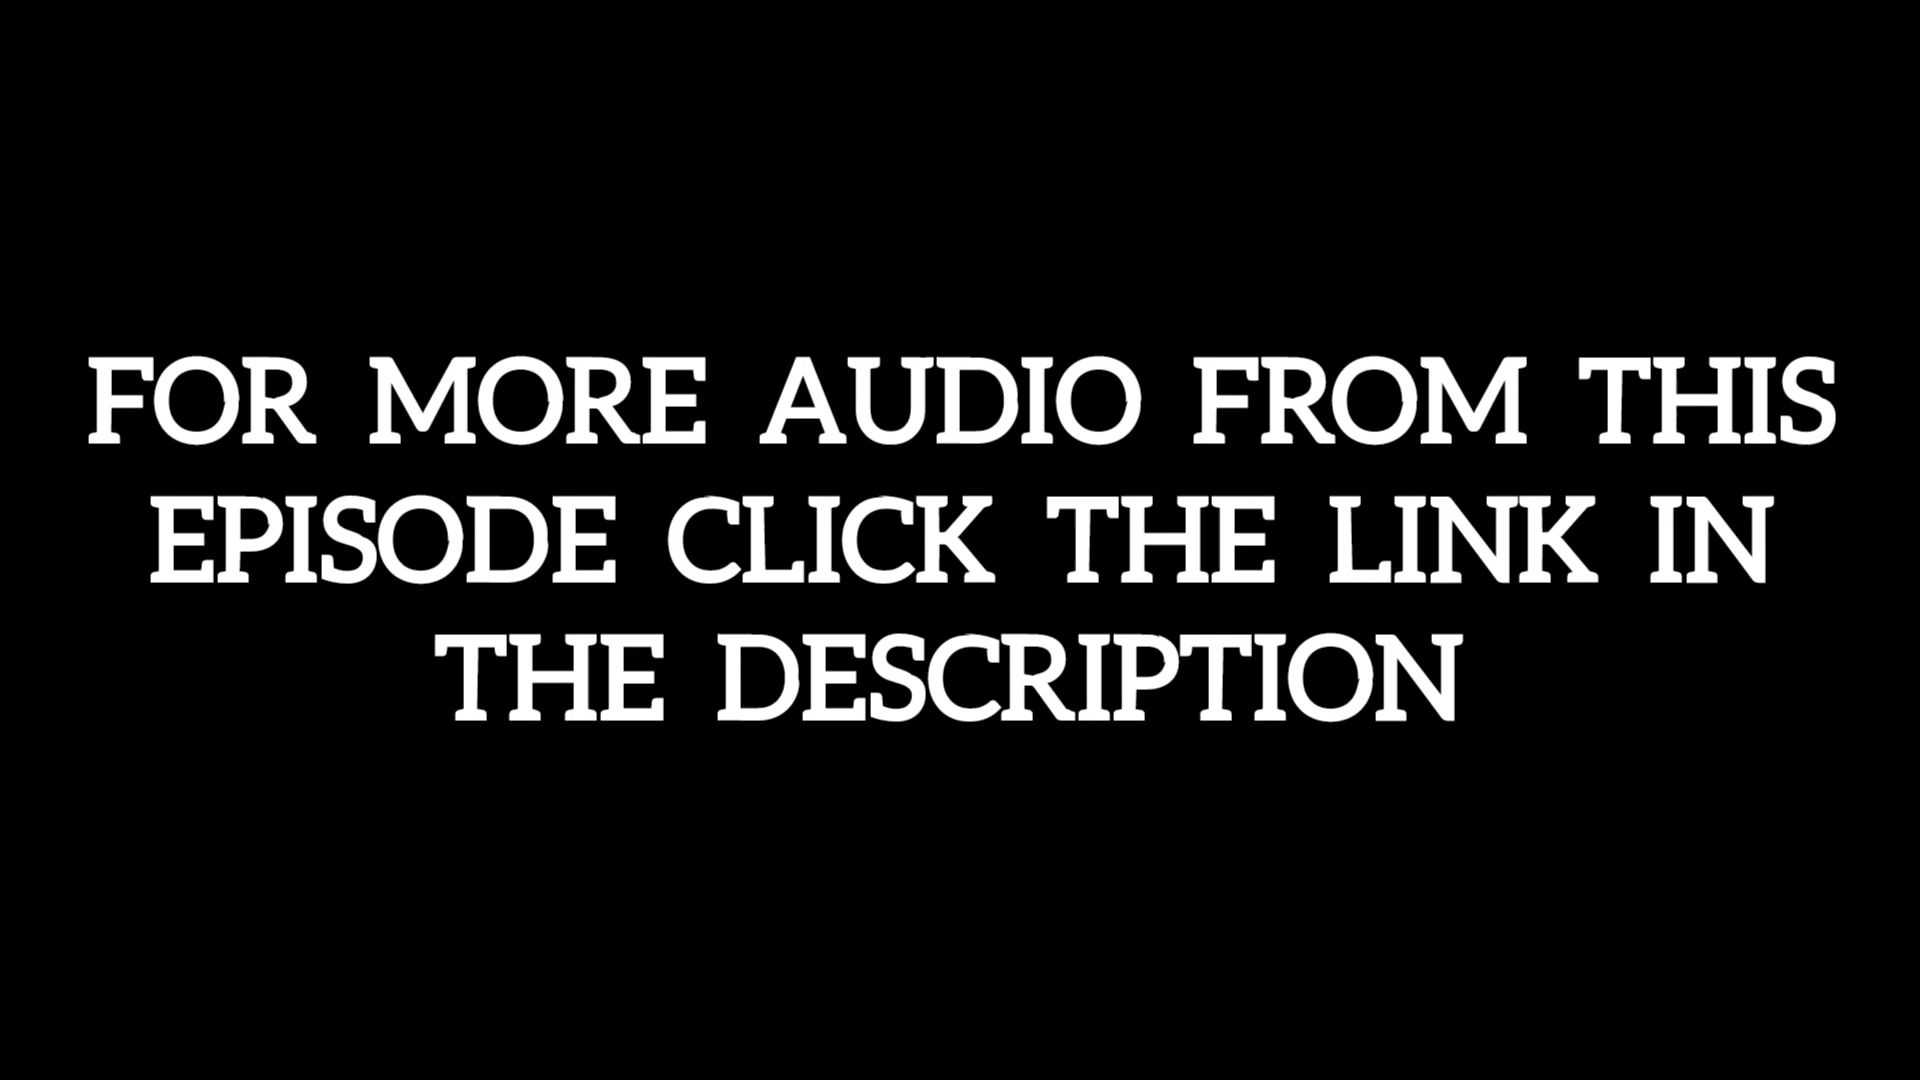 FOR MORE AUDIO FROM THIS
EPISODE CLICK THE LINK IN
THE DESCRIPTION